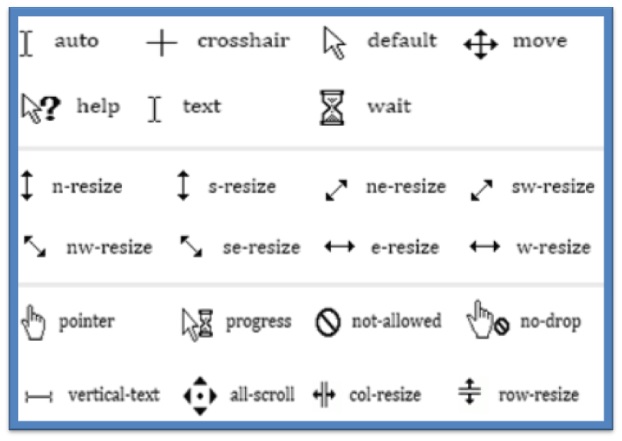 auto crosshair default move
help text wait
n-resize s-resize ne-resize sw-resize
nw-resize se-resize e-resize w-resize
pointer progress not-allowed no-drop
vertical-text all-scroll col-resize row-resize